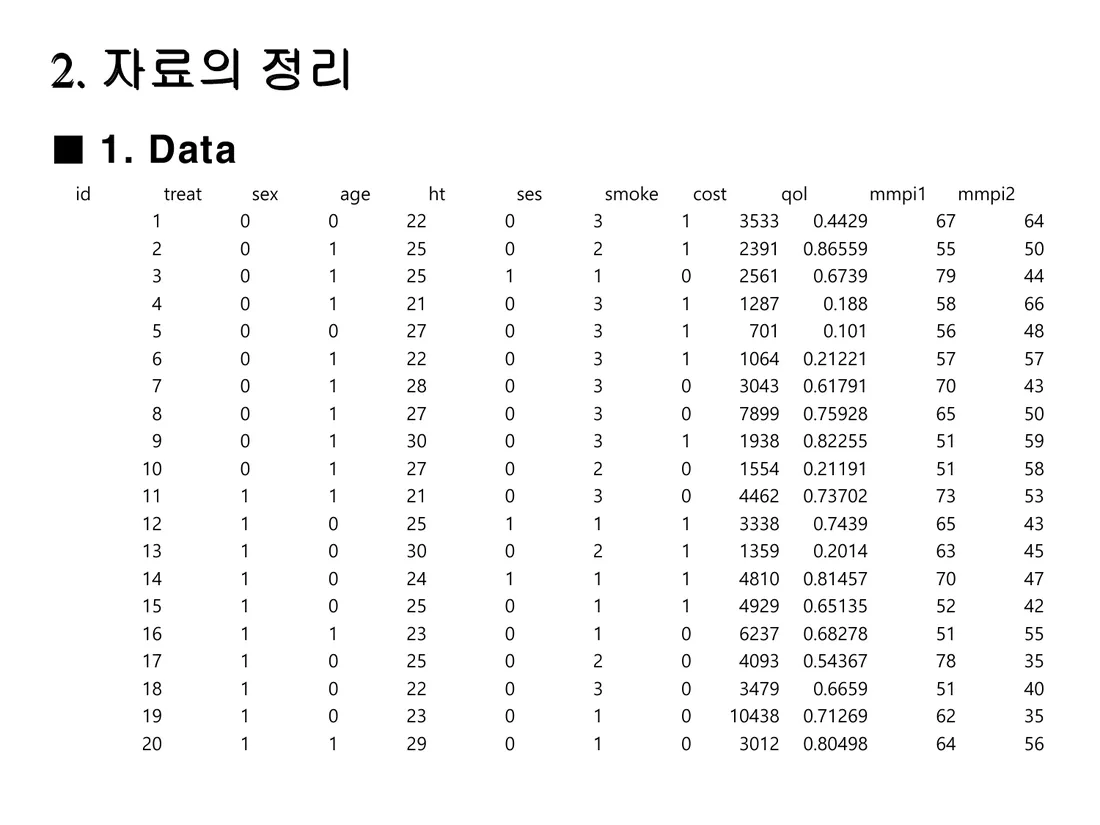 2. 자료의 정리
■ 1. Data
id treat sex age ht ses smoke cost qol mmpi1 mmpi2
1 0 0 22 0 3 1 3533 0.4429 67 64
2 0 1 25 0 2 1 2391 0.86559 55 50
3 0 1 25 1 1 0 2561 0.6739 79 44
4 0 1 21 0 3 1 1287 0.188 58 66
5 0 0 27 0 3 1 701 0.101 56 48
6 0 1 22 0 3 1 1064 0.21221 57 57
7 0 1 28 0 3 0 3043 0.61791 70 43
8 0 1 27 0 3 0 7899 0.75928 65 50
9 0 1 30 0 3 1 1938 0.82255 51 59
10 0 1 27 0 2 0 1554 0.21191 51 58
11 1 1 21 0 3 0 4462 0.73702 73 53
12 1 0 25 1 1 1 3338 0.7439 65 43
13 1 0 30 0 2 1 1359 0.2014 63 45
14 1 0 24 1 1 1 4810 0.81457 70 47
15 1 0 25 0 1 1 4929 0.65135 52 42
16 1 1 23 0 1 0 6237 0.68278 51 55
17 1 0 25 0 2 0 4093 0.54367 78 35
18 1 0 22 0 3 0 3479 0.6659 51 40
19 1 0 23 0 1 0 10438 0.71269 62 35
20 1 1 29 0 1 0 3012 0.80498 64 56